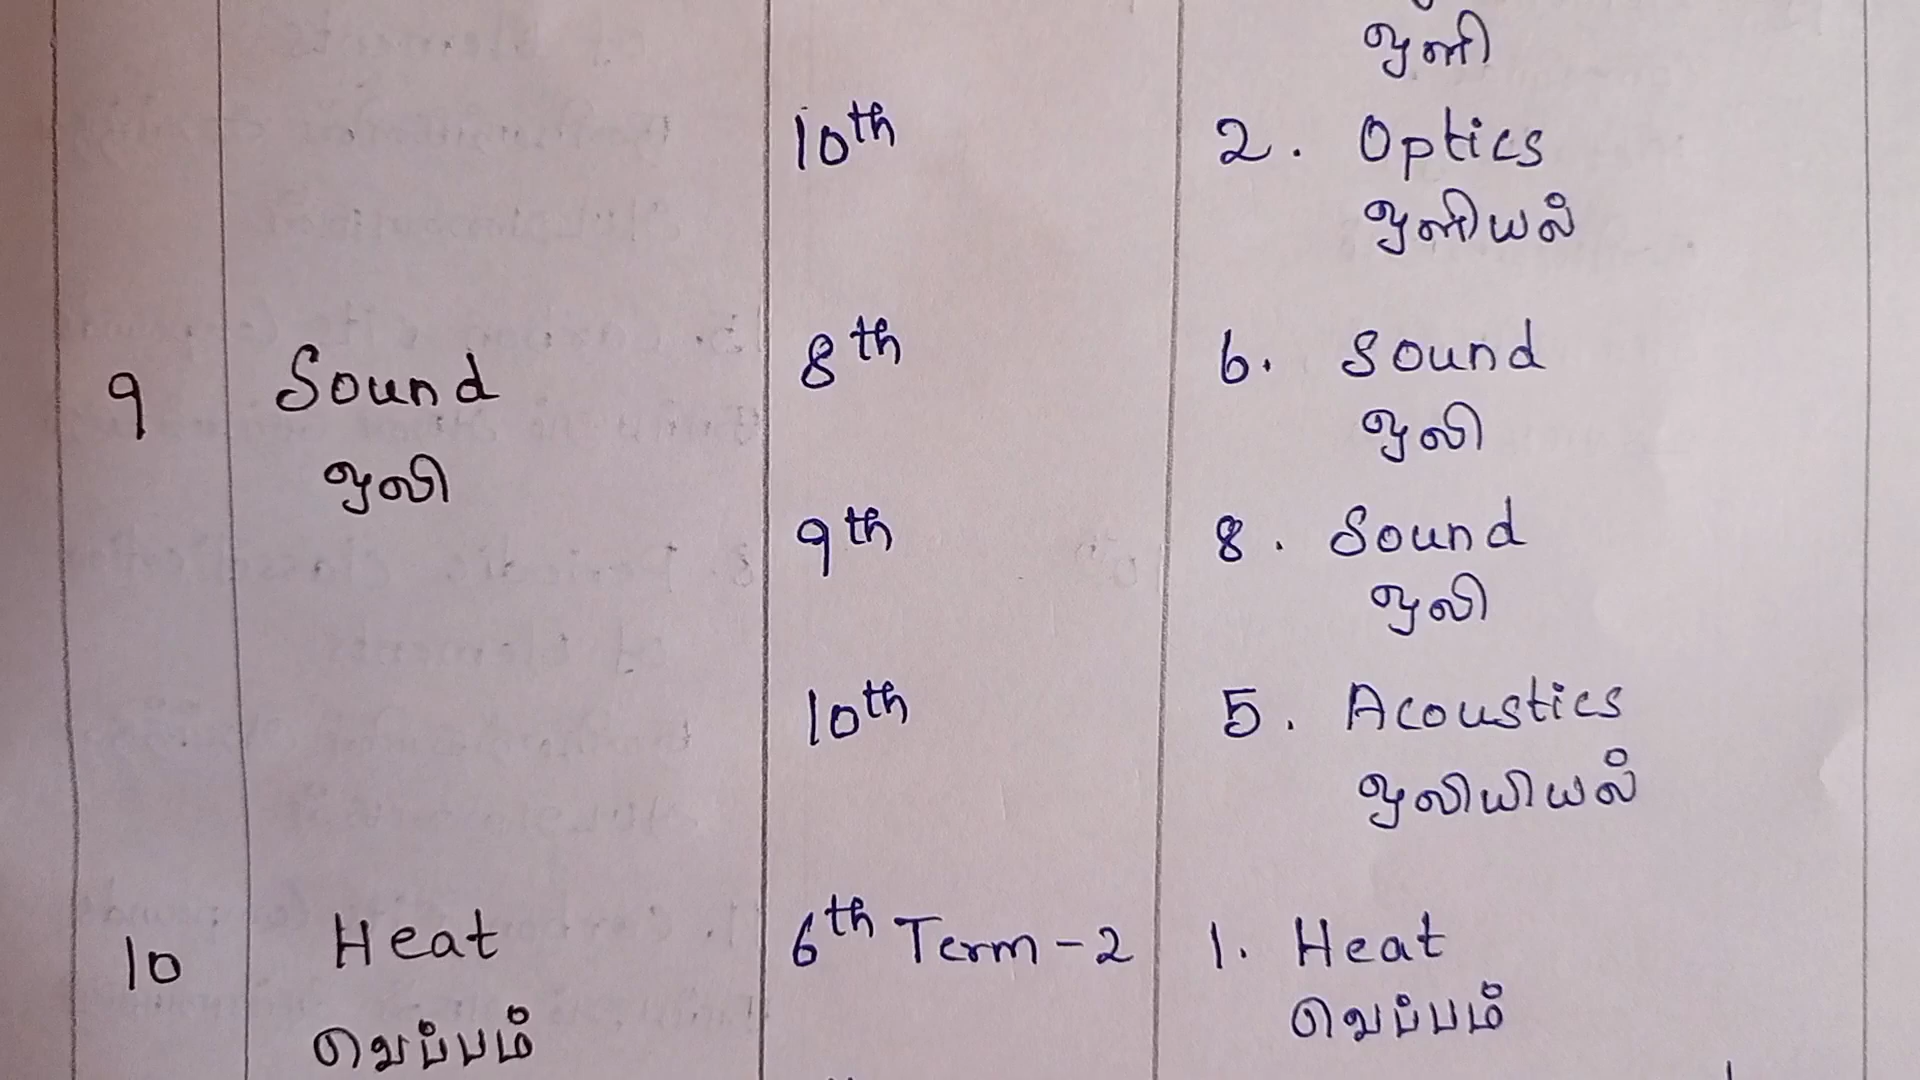 ஒளி
10th 2. Optics
ஒளியல்
9 Sound 8th 6. Sound
ஒலி ஒலி
9th 8. Sound
ஒலி
10th 5. Acoustics
ஒலியியல்
10 Heat 6th Term-2 1. Heat
வெப்பம் வெப்பம்